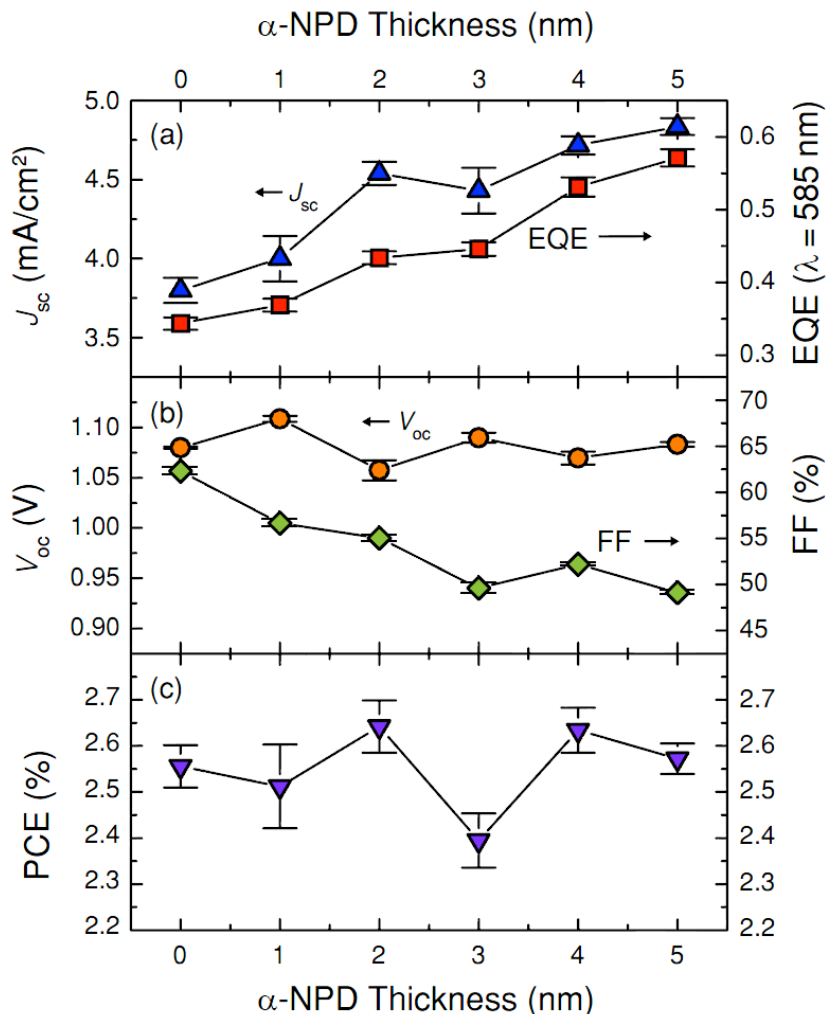 α-NPD Thickness (nm)
0 1 2 3 4 5
(a)
5.0
4.5
4.0
3.5
J_sc (mA/cm²)
← J_sc
EQE →
0.6
0.5
0.4
0.3
EQE (λ = 585 nm)
(b)
1.10
1.05
1.00
0.95
0.90
V_oc (V)
← V_oc
FF →
70
65
60
55
50
45
FF (%)
(c)
2.7
2.6
2.5
2.4
2.3
2.2
PCE (%)
2.7
2.6
2.5
2.4
2.3
2.2
0 1 2 3 4 5
α-NPD Thickness (nm)